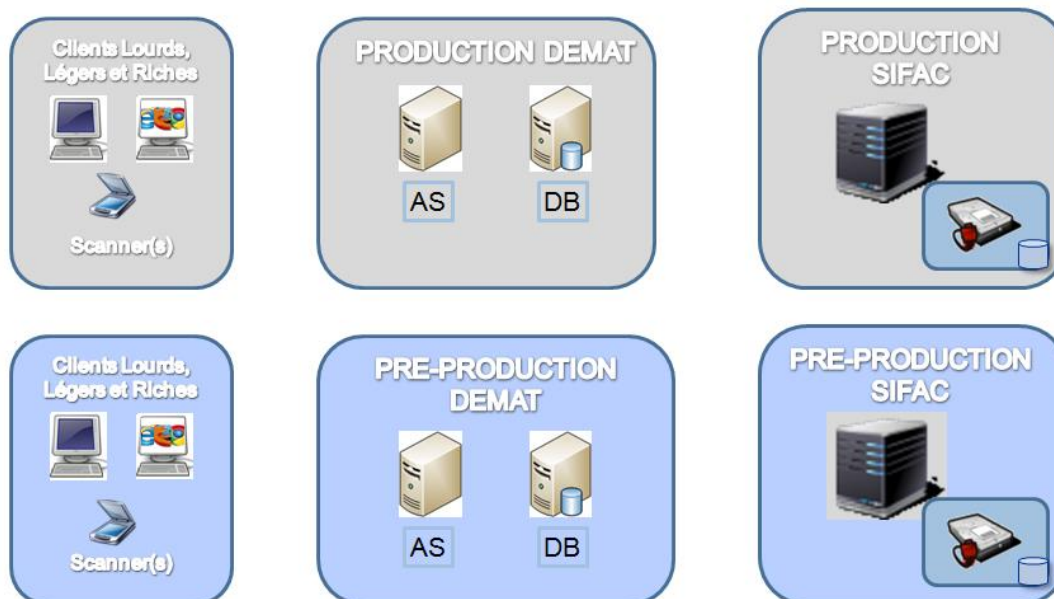 Clients Lourds,
Légers et Riches
Scanner(s)
PRODUCTION DEMAT
AS
DB
PRODUCTION
SIFAC
Clients Lourds,
Légers et Riches
Scanner(s)
PRE-PRODUCTION
DEMAT
AS
DB
PRE-PRODUCTION
SIFAC